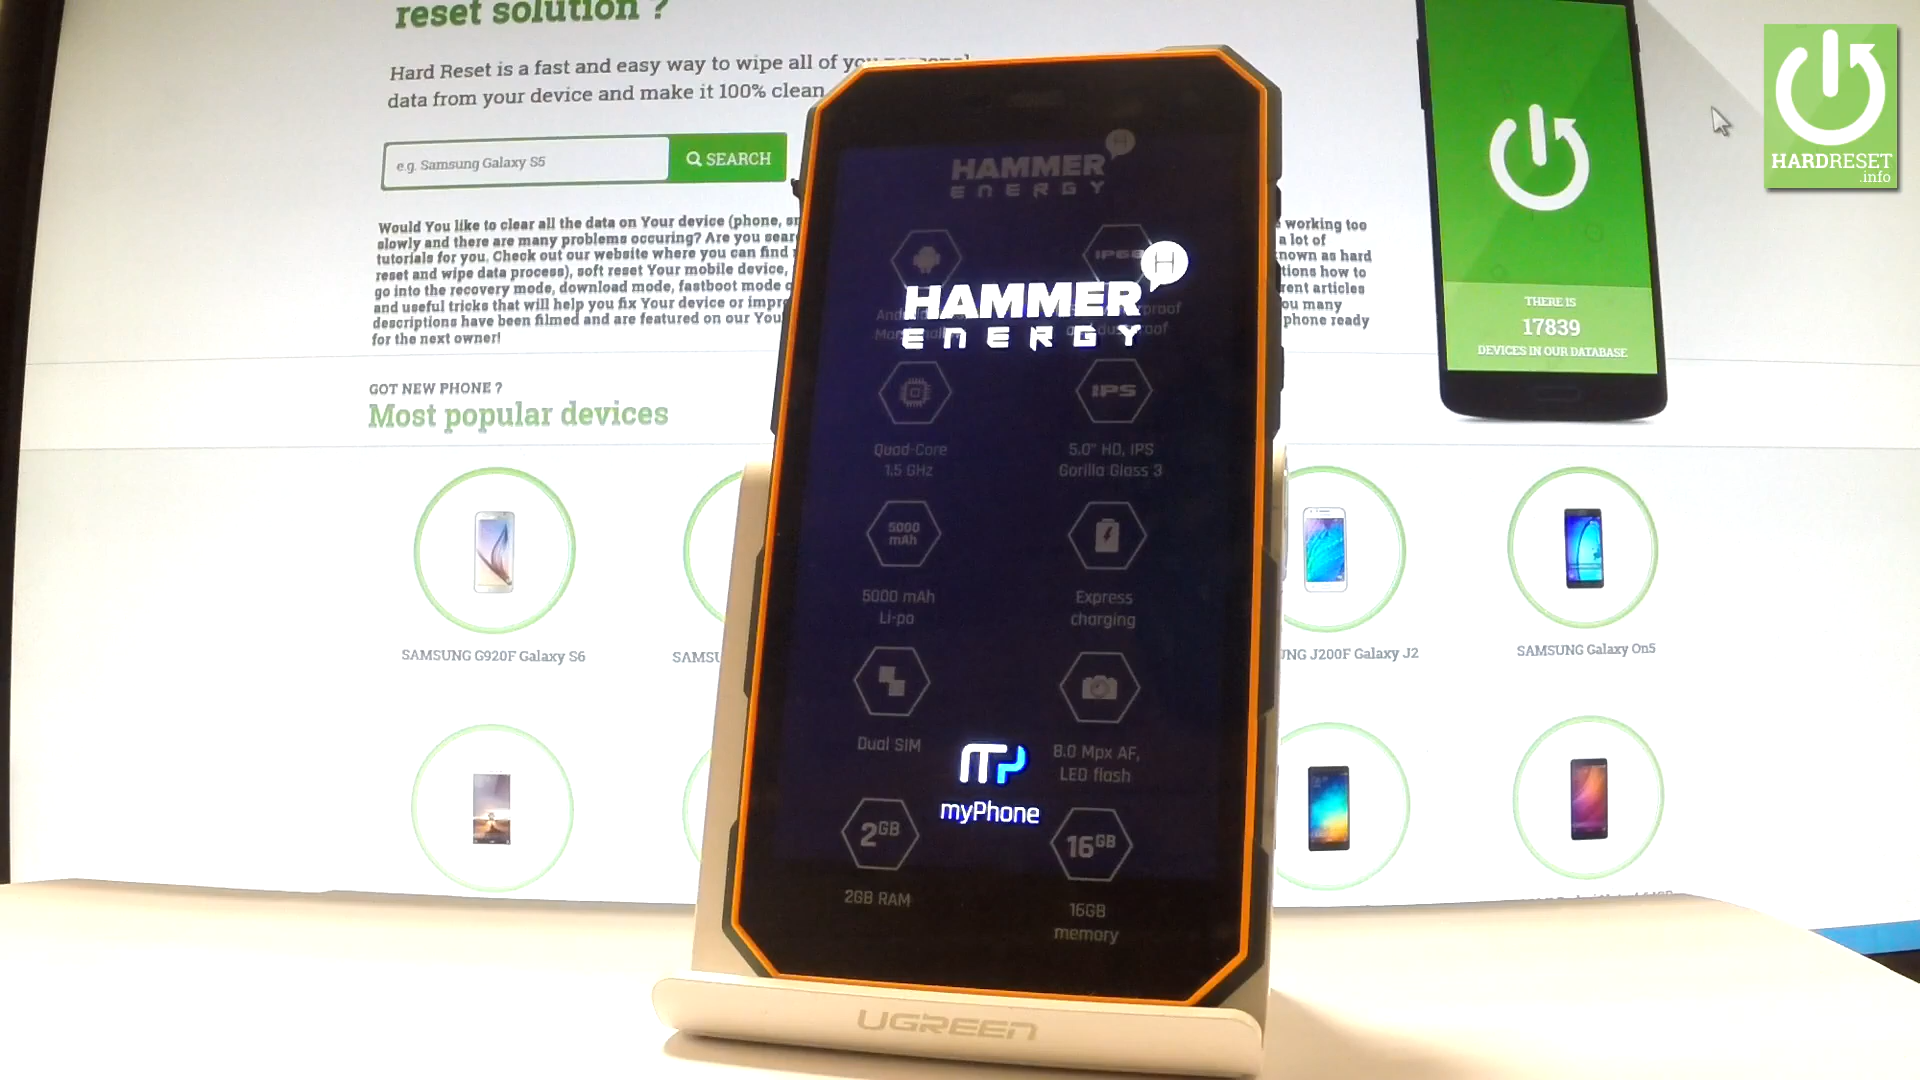 reset solution ?
Hard Reset is a fast and easy way to wipe all of
data from your device and make it 100% clean
e.g. Samsung Galaxy S5
SEARCH
Would You like to clear all the data on Your device (phone,
slowly and there are many problems occuring? Are you
tutorials for you. Check out our website where you can find
reset and wipe data process), soft reset Your mobile device,
go into the recovery mode, download mode, fastboot mode
and useful tricks that will help you fix Your device or
descriptions have been filmed and are featured on our
for the next owner!
working too
a lot of
known as hard
how to
articles
many
phone ready
GOT NEW PHONE ?
Most popular devices
SAMSUNG G920F Galaxy S6
J200F Galaxy J2
SAMSUNG Galaxy On5
THERE IS
17839
DEVICES IN OUR DATABASE
HARDRESET
.info
HAMMER H
ENERGY
IP68
HAMMER H
ENERGY
IPS
Quad-Core
1.5 GHz
5.0" HD, IPS
Gorilla Glass 3
5000
mAh
5000 mAh
Li-po
Express
charging
Dual SIM
8.0 Mpx AF,
LED flash
myPhone
2GB
16GB
2GB RAM
16GB
memory
UGREEN